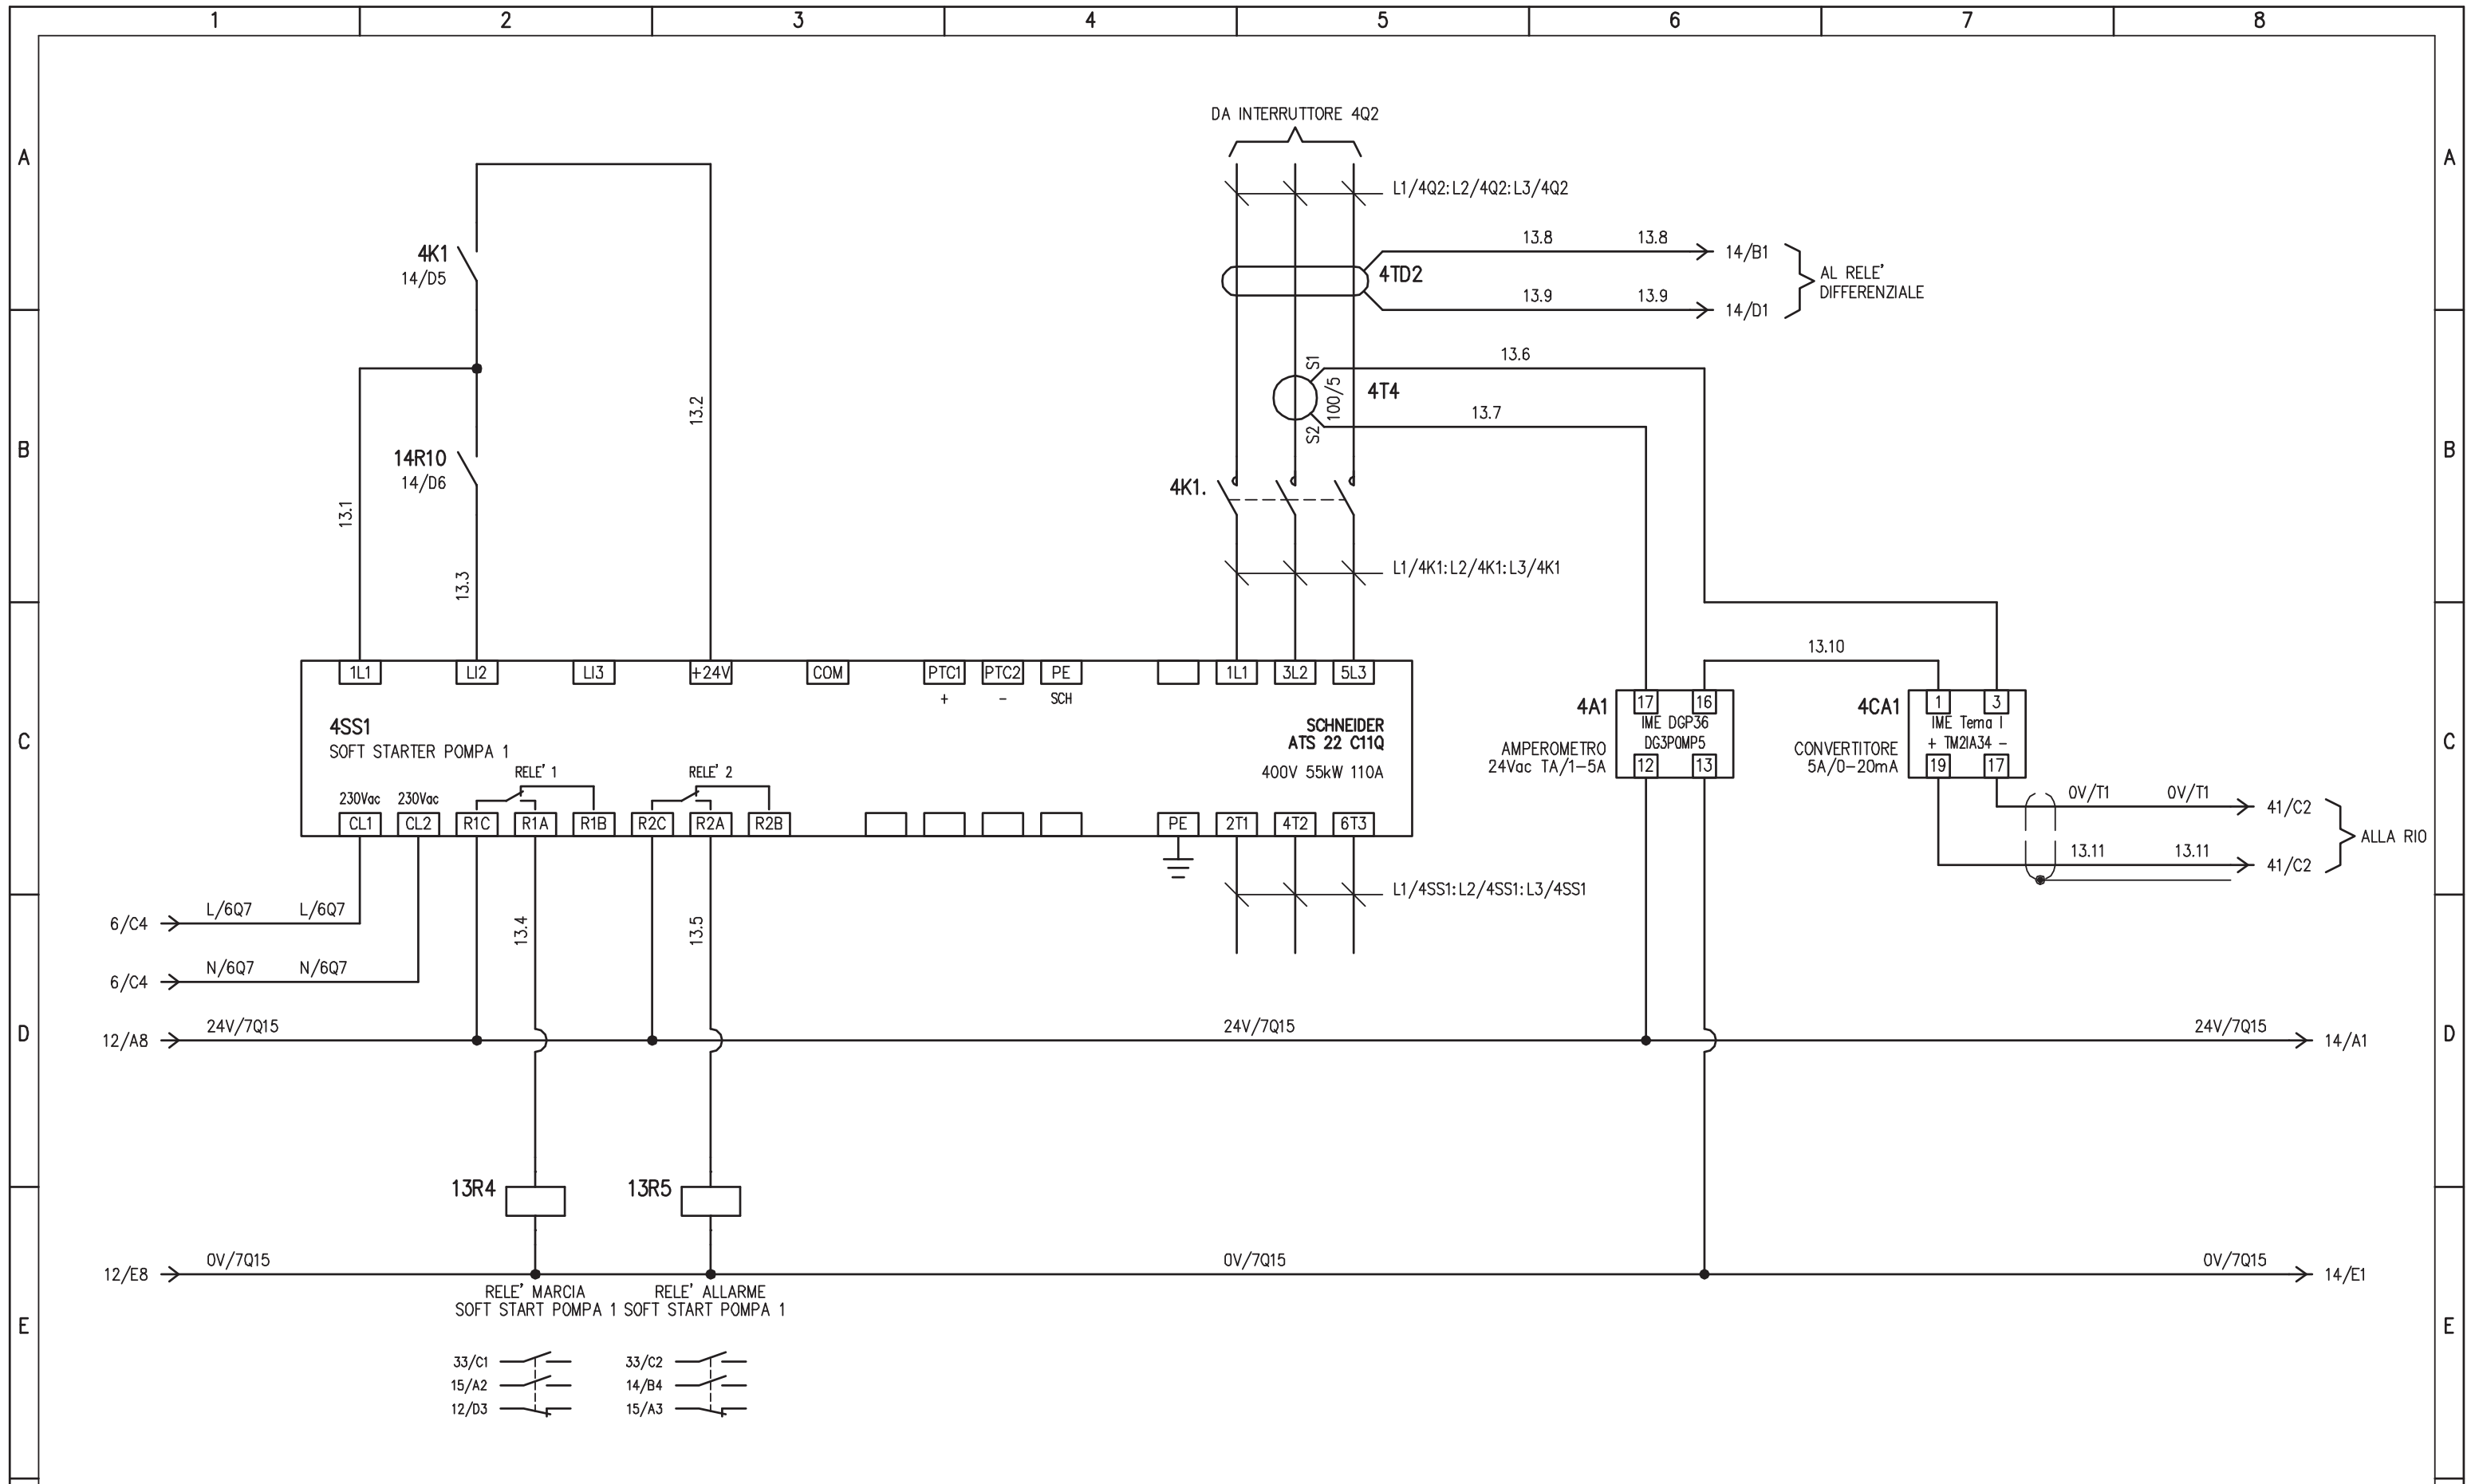 1 2 3 4 5 6 7 8
DA INTERRUTTORE 4Q2
A A
L1/4Q2:L2/4Q2:L3/4Q2
4K1
14/D5
13.8 13.8 14/B1
4TD2
AL RELE'
DIFFERENZIALE
13.9 13.9 14/D1
13.6
S1
100/5
S2
4T4
13.7
13.2
B B
14R10
14/D6
4K1.
13.1
13.3
L1/4K1:L2/4K1:L3/4K1
13.10
1L1 LI2 LI3 +24V COM PTC1 PTC2 PE 1L1 3L2 5L3
+ - SCH
4SS1
SOFT STARTER POMPA 1
SCHNEIDER
ATS 22 C11Q
400V 55kW 110A
RELE' 1 RELE' 2
230Vac 230Vac
CL1 CL2 R1C R1A R1B R2C R2A R2B PE 2T1 4T2 6T3
C C
4A1
17 16
IME DGP36
DG3P0MP5
12 13
AMPEROMETRO
24Vac TA/1-5A
4CA1
1 3
IME Tema I
+ TM2IA34 -
19 17
CONVERTITORE
5A/0-20mA
0V/T1 0V/T1 41/C2
ALLA RIO
13.11 13.11 41/C2
L1/4SS1:L2/4SS1:L3/4SS1
6/C4 L/6Q7 L/6Q7
13.4
13.5
6/C4 N/6Q7 N/6Q7
D D
12/A8 24V/7Q15 24V/7Q15 24V/7Q15 14/A1
13R4 13R5
12/E8 0V/7Q15 0V/7Q15 0V/7Q15 14/E1
RELE' MARCIA
SOFT START POMPA 1
RELE' ALLARME
SOFT START POMPA 1
E E
33/C1
15/A2
12/D3
33/C2
14/B4
15/A3